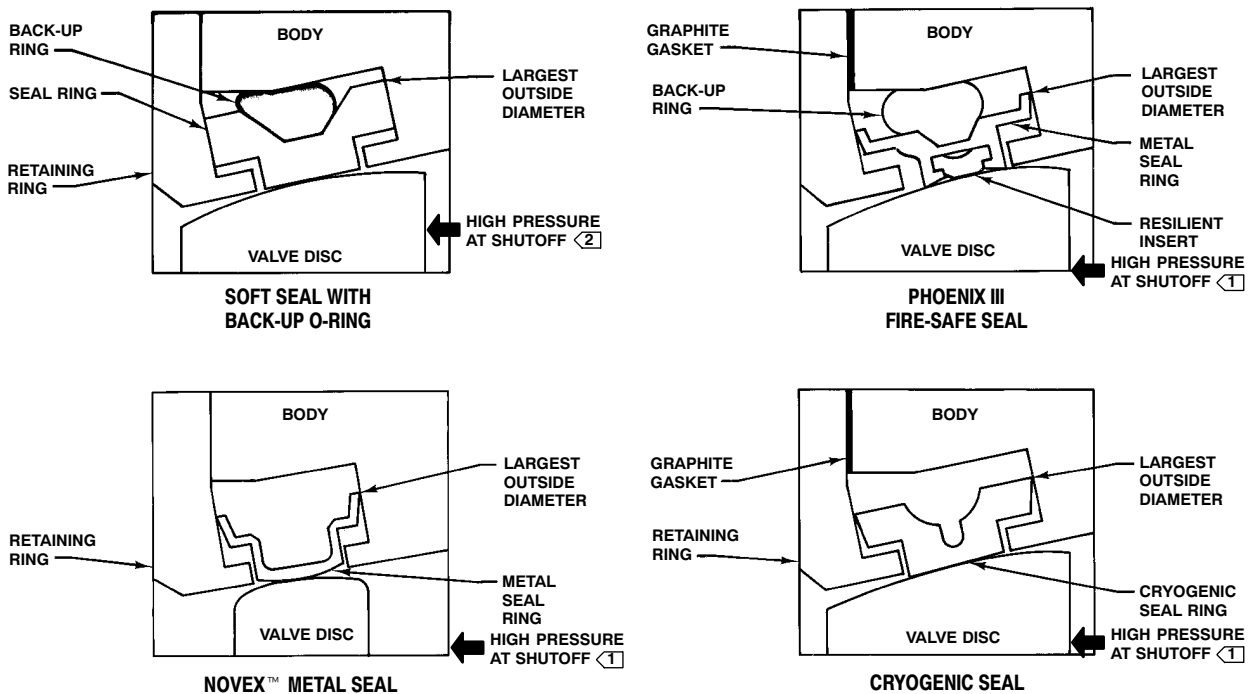 BACK-UP
RING
SEAL RING
RETAINING
RING
BODY
LARGEST
OUTSIDE
DIAMETER
HIGH PRESSURE
AT SHUTOFF 2
VALVE DISC
SOFT SEAL WITH
BACK-UP O-RING
GRAPHITE
GASKET
BACK-UP
RING
BODY
LARGEST
OUTSIDE
DIAMETER
METAL
SEAL
RING
RESILIENT
INSERT
HIGH PRESSURE
AT SHUTOFF 1
VALVE DISC
PHOENIX III
FIRE-SAFE SEAL
RETAINING
RING
BODY
LARGEST
OUTSIDE
DIAMETER
METAL
SEAL
RING
HIGH PRESSURE
AT SHUTOFF 1
VALVE DISC
NOVEX™ METAL SEAL
GRAPHITE
GASKET
RETAINING
RING
BODY
LARGEST
OUTSIDE
DIAMETER
CRYOGENIC
SEAL RING
HIGH PRESSURE
AT SHUTOFF 1
VALVE DISC
CRYOGENIC SEAL